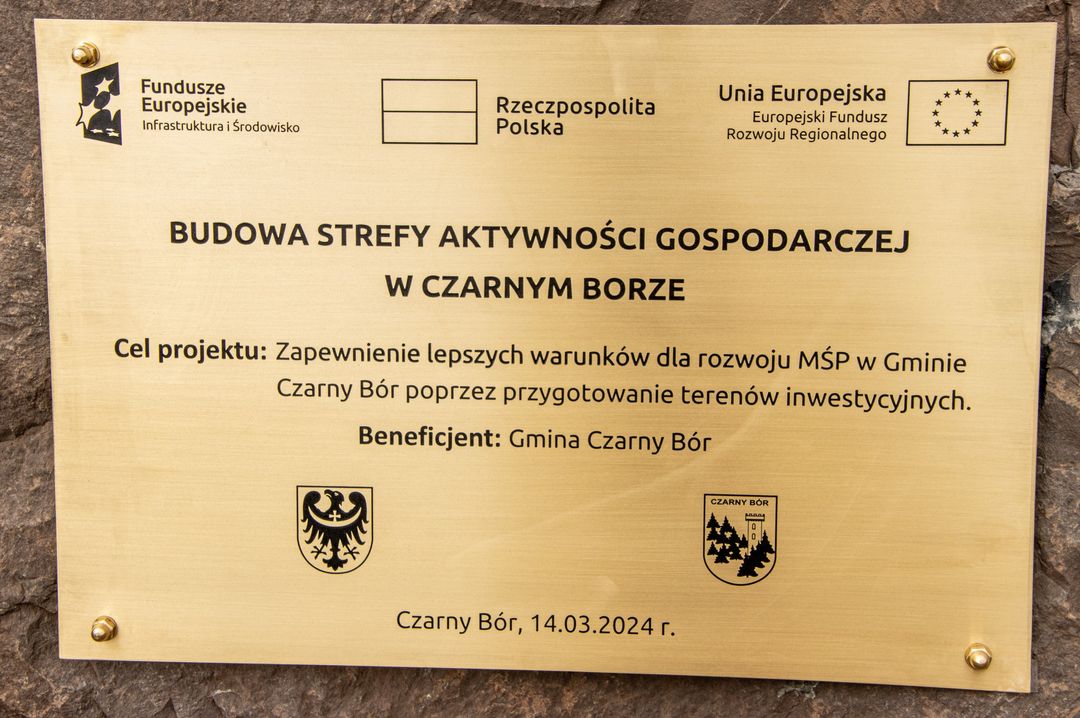 Fundusze
Europejskie
Infrastruktura i Środowisko
Rzeczpospolita
Polska
Unia Europejska
Europejski Fundusz
Rozwoju Regionalnego
BUDOWA STREFY AKTYWNOŚCI GOSPODARCZEJ
W CZARNYM BORZE
Cel projektu: Zapewnienie lepszych warunków dla rozwoju MŚP w Gminie
Czarny Bór poprzez przygotowanie terenów inwestycyjnych.
Beneficjent: Gmina Czarny Bór
CZARNY BÓR
Czarny Bór, 14.03.2024 r.